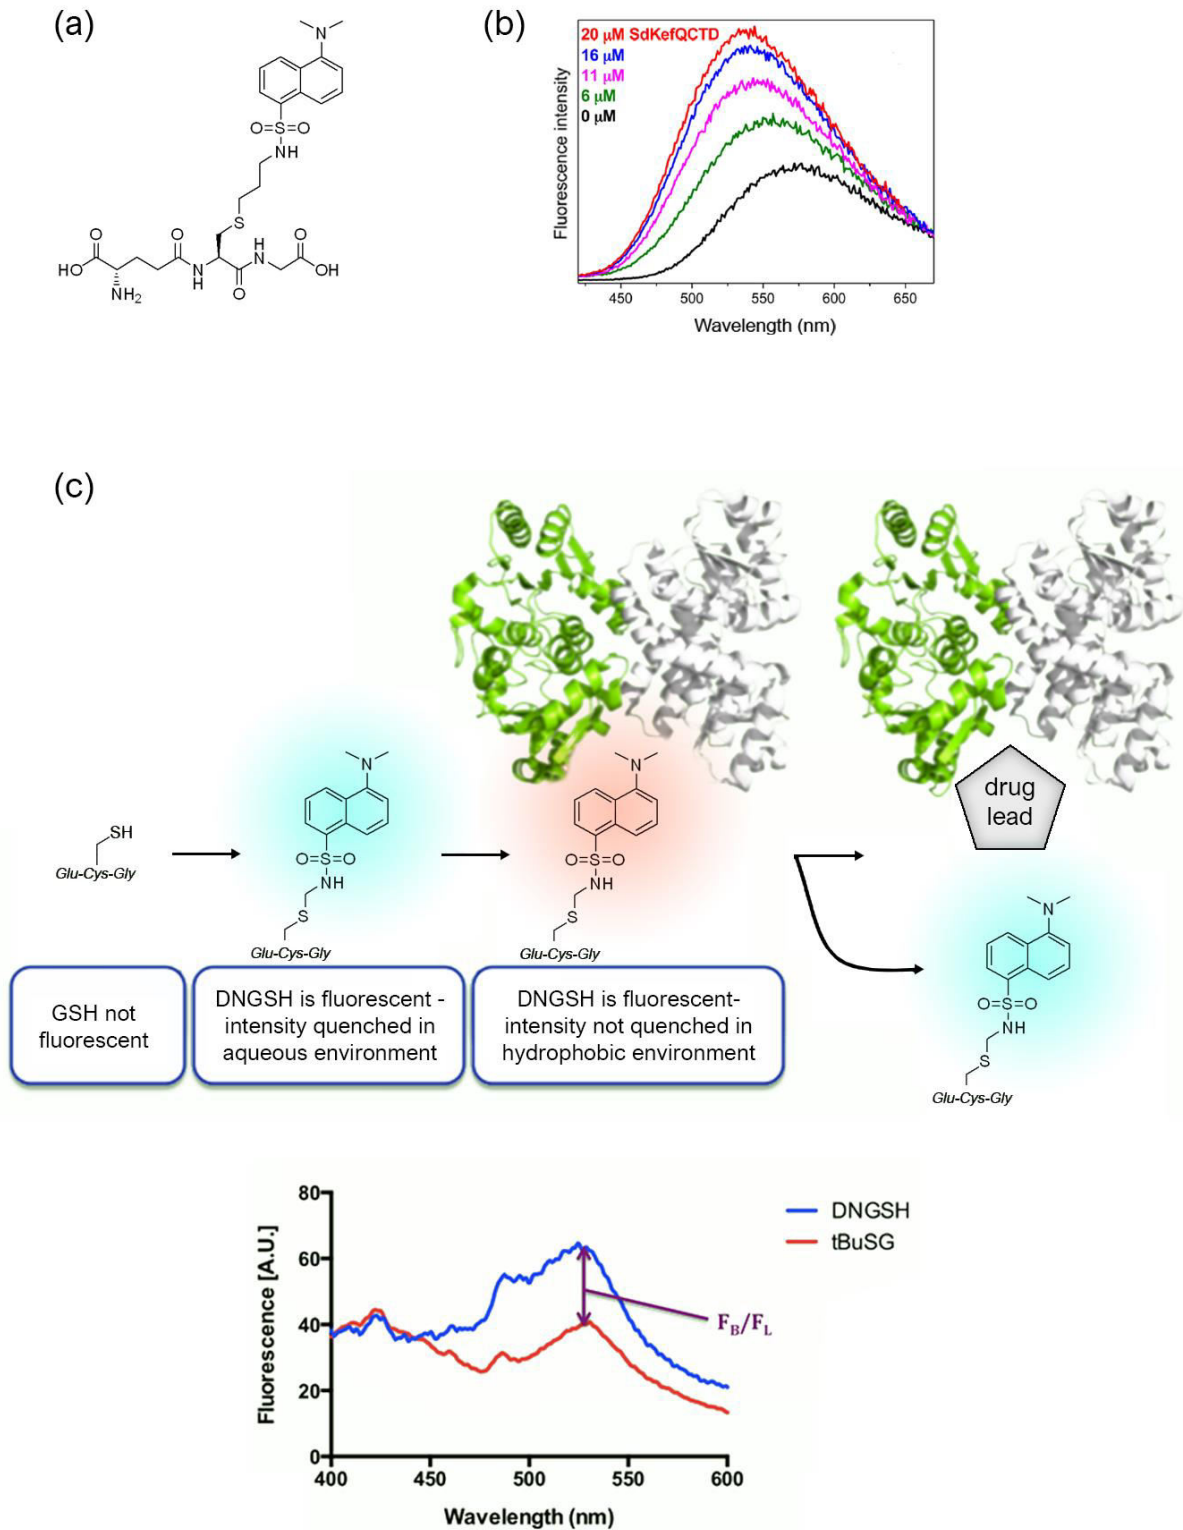 (a)
N
O=S=O
NH
S
O
O
H
N
O
HO
N
H
O
OH
NH2
(b)
20 μM SdKefQCTD
16 μM
11 μM
6 μM
0 μM
Fluorescence intensity
450 500 550 600 650
Wavelength (nm)
(c)
SH
Glu-Cys-Gly
N
O=S=O
NH
S
Glu-Cys-Gly
N
O=S=O
NH
S
Glu-Cys-Gly
drug
lead
N
O=S=O
NH
S
Glu-Cys-Gly
GSH not
fluorescent
DNGSH is fluorescent -
intensity quenched in
aqueous environment
DNGSH is fluorescent-
intensity not quenched in
hydrophobic environment
80
60
40
20
0
Fluorescence [A.U.]
400 450 500 550 600
Wavelength (nm)
DNGSH
tBuSG
FB/FL